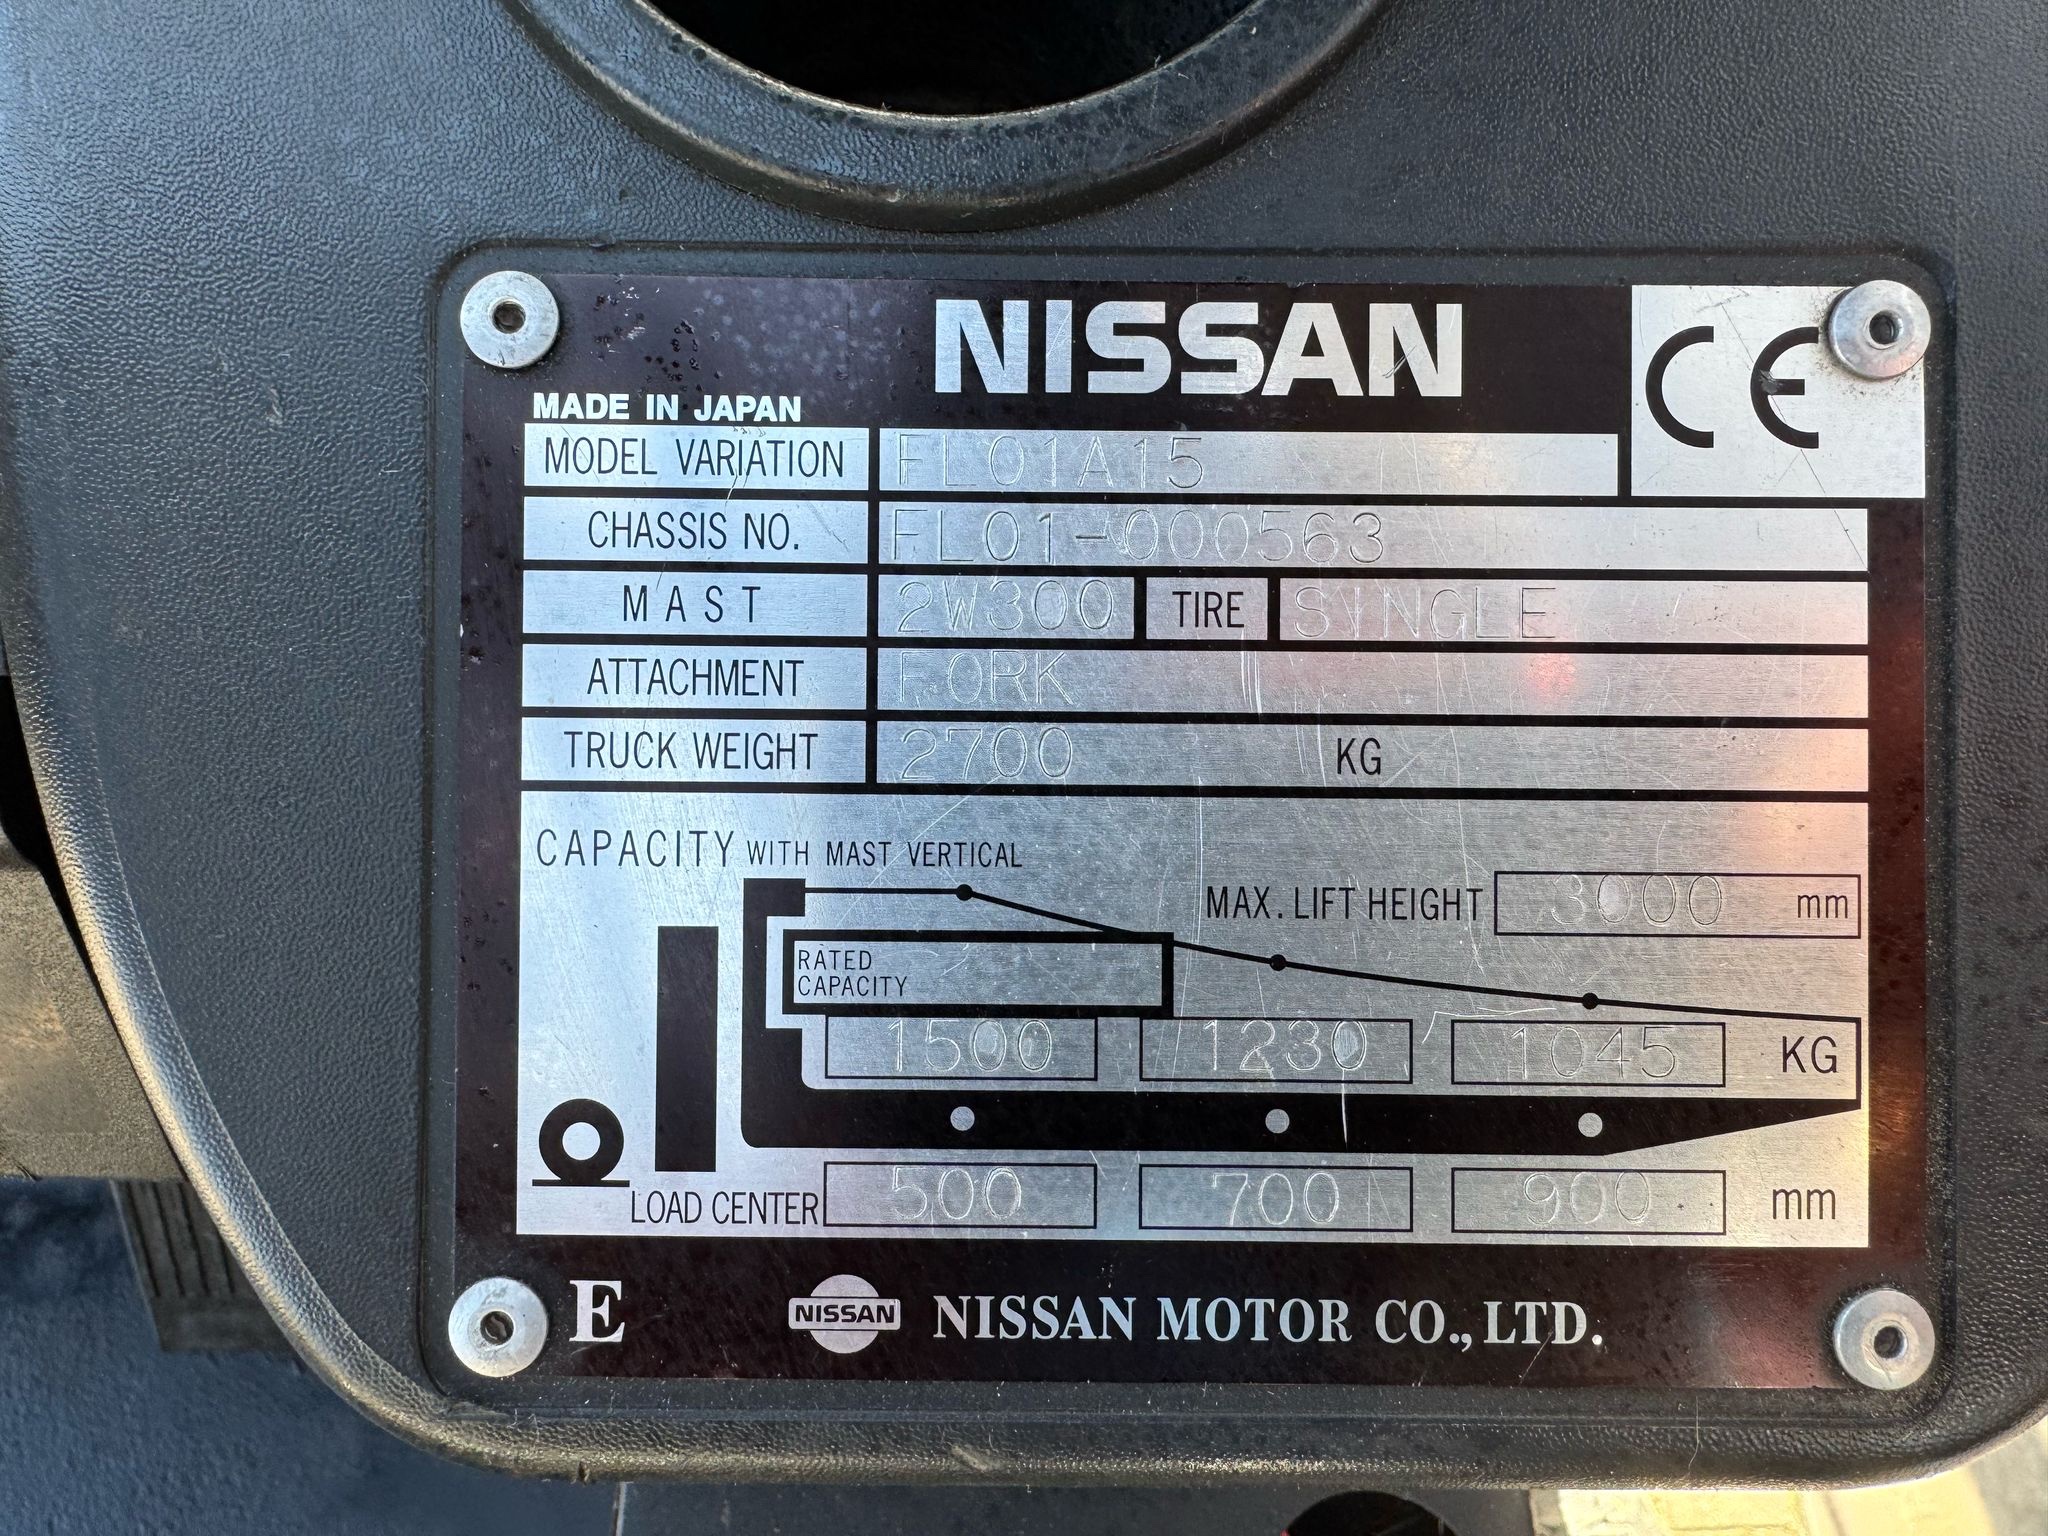 NISSAN
CE
MADE IN JAPAN
MODEL VARIATION FL01A15
CHASSIS NO. FL01-000563
MAST 2W300 TIRE SINGLE
ATTACHMENT FORK
TRUCK WEIGHT 2700 KG
CAPACITY WITH MAST VERTICAL
MAX. LIFT HEIGHT 3000 mm
RATED
CAPACITY
1500 1230 1045 KG
LOAD CENTER 500 700 900 mm
E NISSAN NISSAN MOTOR CO., LTD.